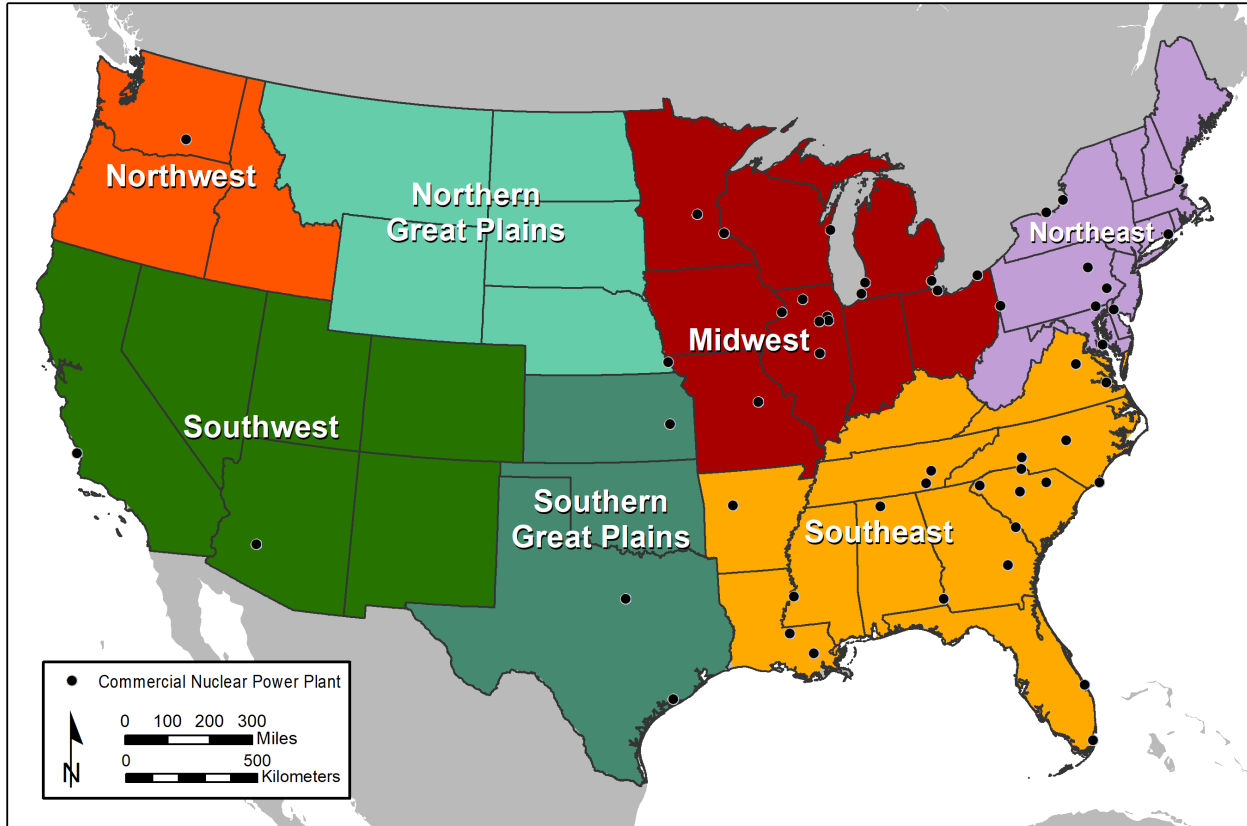 Northwest
Northern
Great Plains
Northeast
Midwest
Southwest
Southern
Great Plains
Southeast
Commercial Nuclear Power Plant
0 100 200 300
Miles
0 500
Kilometers
N